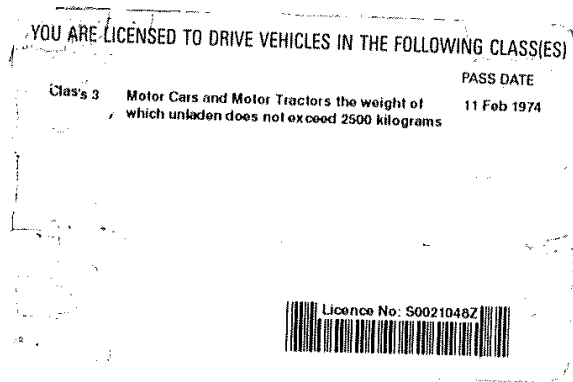 YOU ARE LICENSED TO DRIVE VEHICLES IN THE FOLLOWING CLASS(ES)
PASS DATE
Class 3 Motor Cars and Motor Tractors the weight of 11 Feb 1974
which unladen does not exceed 2500 kilograms
Licence No: S0021048Z